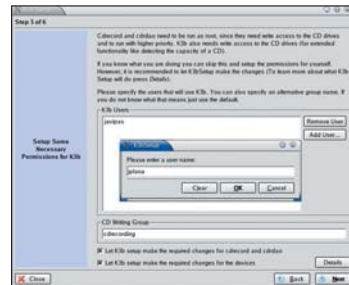 Step 5 of 6
Cdrecord and cdrdao need to be run as root, since they need write access to the CD drives
and to run with higher priority. K3b also needs write access to the CD drives (for extended
functionality like detecting the capacity of a CD).
If you know what you are doing you can skip this and setup the permissions for yourself.
However, it is recommended to let K3bSetup make the changes (To learn more about what K3b
Setup will do press Details).
Please specify the users that will use K3b. You can also specify an alternative group name. If
you do not know what that means just use the default.
Setup Some
Necessary
Permissions for K3b
K3b Users
javipas
Remove User
Add User...
K3bSetup
Please enter a user name:
jplana
Clear
OK
Cancel
CD Writing Group
cdrecording
Let K3b setup make the required changes for cdrecord and cdrdao
Let K3b setup make the required changes for the devices
Details
Close
Back
Next